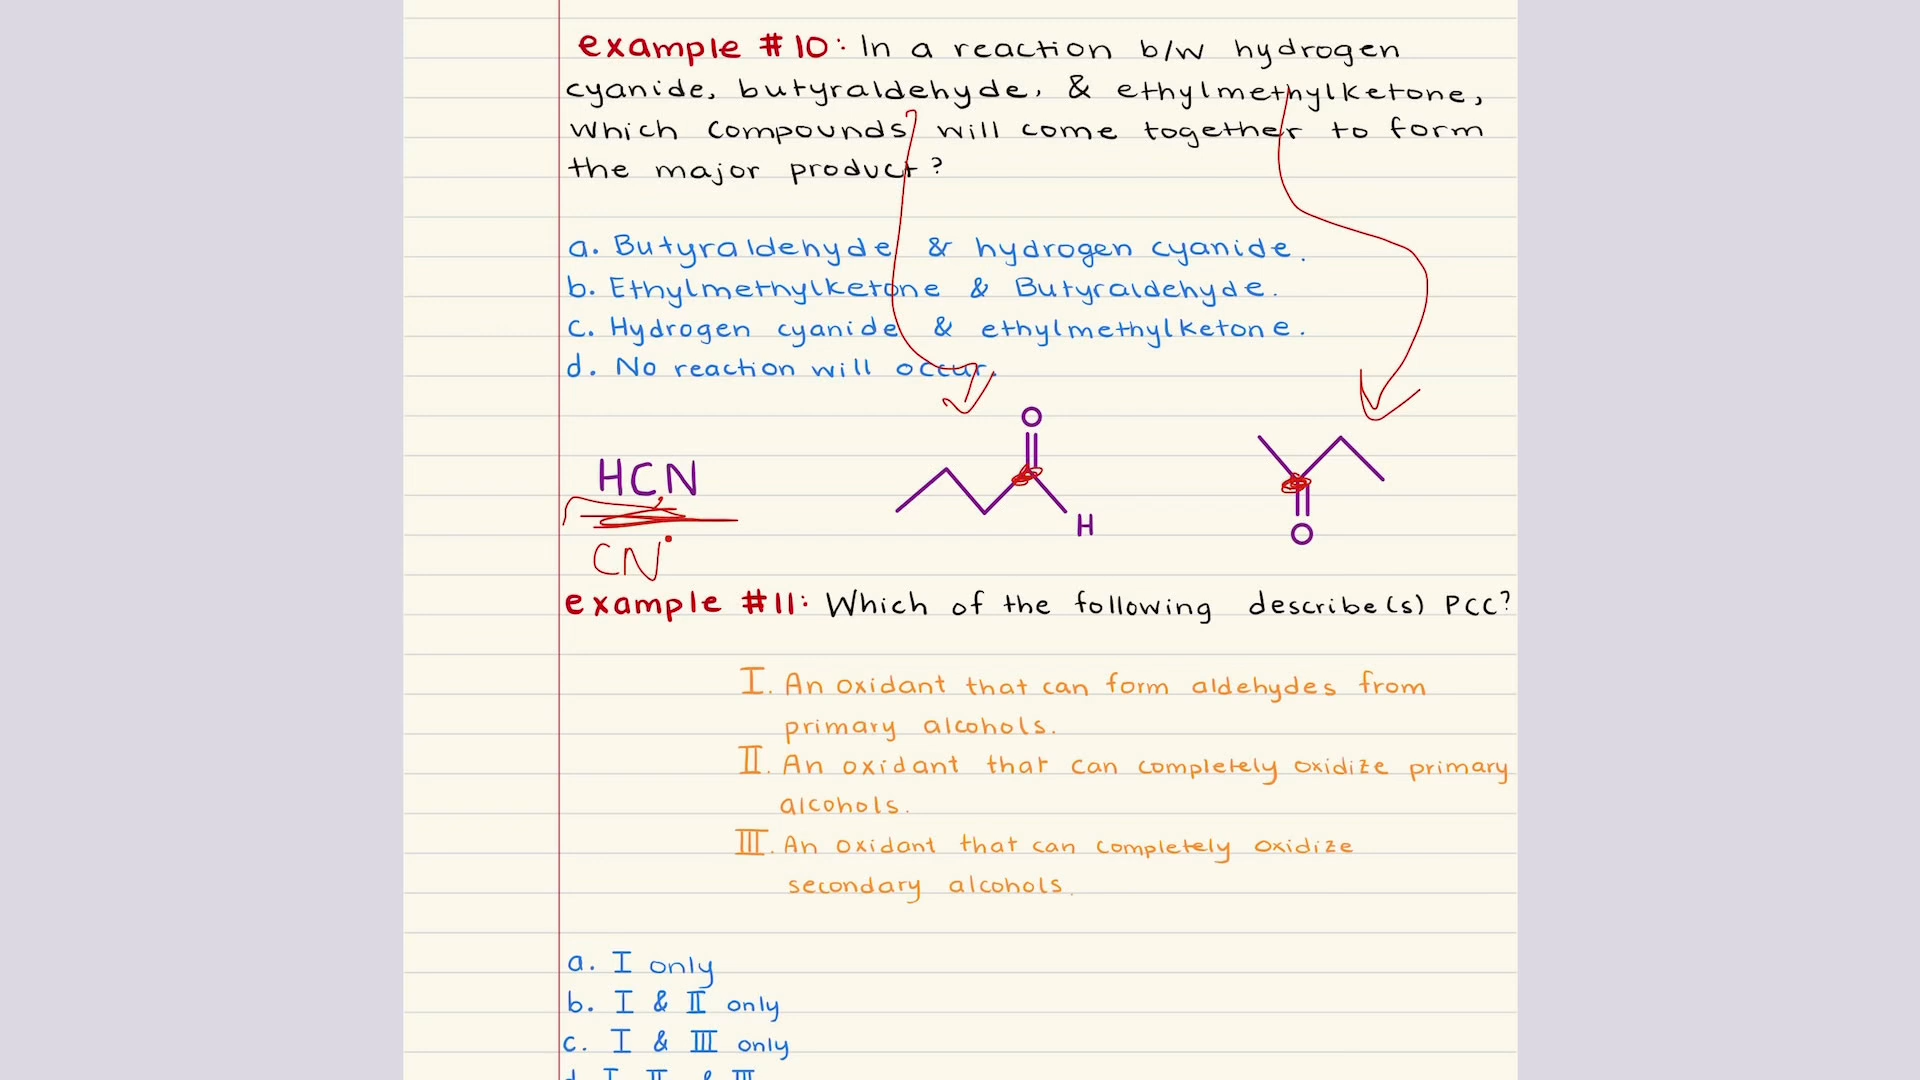 example #10: In a reaction b/w hydrogen
cyanide, butyraldehyde, & ethylmethylketone,
which compounds will come together to form
the major product?
a. Butyraldehyde & hydrogen cyanide.
b. Ethylmethylketone & Butyraldehyde.
c. Hydrogen cyanide & ethylmethylketone.
d. No reaction will occur.
O
HCN
H
O
CN
example #11: Which of the following describe(s) PCC?
I. An oxidant that can form aldehydes from
primary alcohols.
II. An oxidant that can completely oxidize primary
alcohols.
III. An oxidant that can completely oxidize
secondary alcohols.
a. I only
b. I & II only
c. I & III only